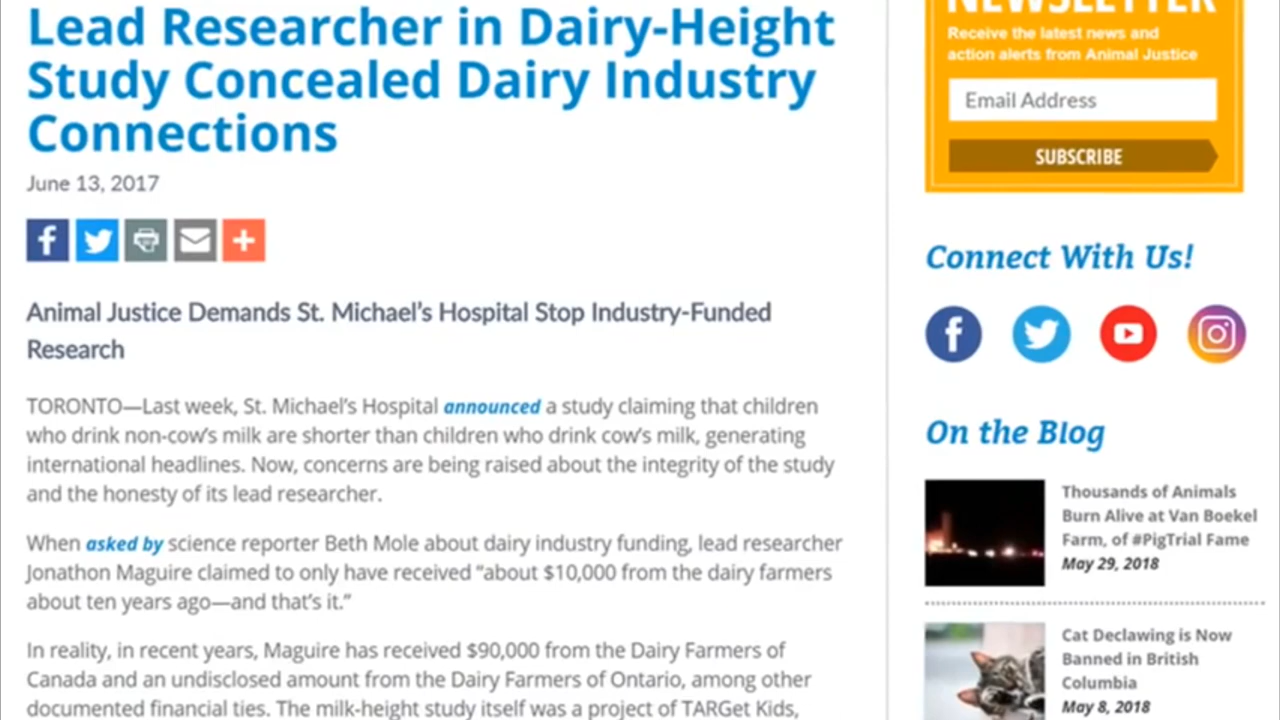 Lead Researcher in Dairy-Height
Study Concealed Dairy Industry
Connections
June 13, 2017
Animal Justice Demands St. Michael’s Hospital Stop Industry-Funded
Research
TORONTO—Last week, St. Michael’s Hospital announced a study claiming that children
who drink non-cow’s milk are shorter than children who drink cow’s milk, generating
international headlines. Now, concerns are being raised about the integrity of the study
and the honesty of its lead researcher.
When asked by science reporter Beth Mole about dairy industry funding, lead researcher
Jonathon Maguire claimed to only have received “about $10,000 from the dairy farmers
about ten years ago—and that’s it.”
In reality, in recent years, Maguire has received $90,000 from the Dairy Farmers of
Canada and an undisclosed amount from the Dairy Farmers of Ontario, among other
documented financial ties. The milk-height study itself was a project of TARGet Kids,
NEWSLETTER
Receive the latest news and
action alerts from Animal Justice
Email Address
SUBSCRIBE
Connect With Us!
On the Blog
Thousands of Animals
Burn Alive at Van Boekel
Farm, of #PigTrial Fame
May 29, 2018
Cat Declawing is Now
Banned in British
Columbia
May 8, 2018